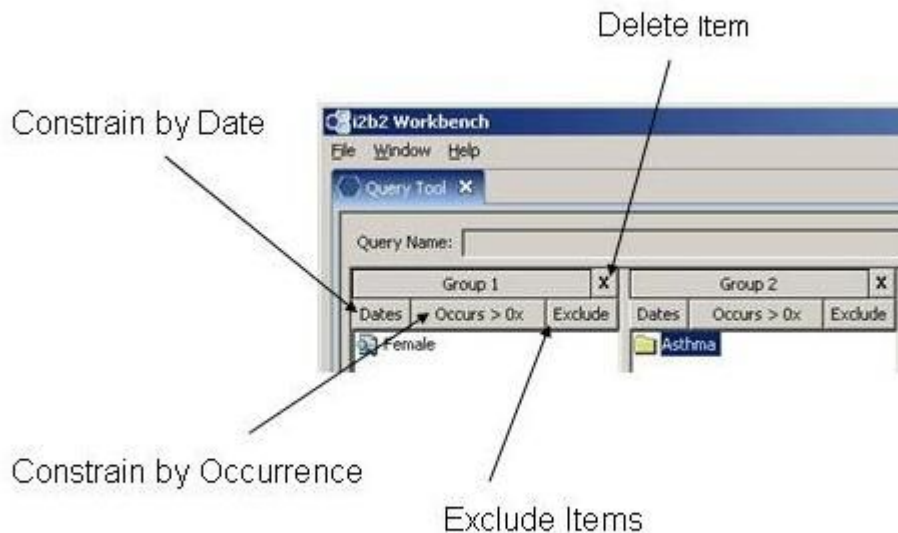 Delete Item
Constrain by Date
i2b2 Workbench
File Window Help
Query Tool X
Query Name:
Group 1 X Group 2 X
Dates Occurs > 0x Exclude Dates Occurs > 0x Exclude
Female Asthma
Constrain by Occurrence
Exclude Items